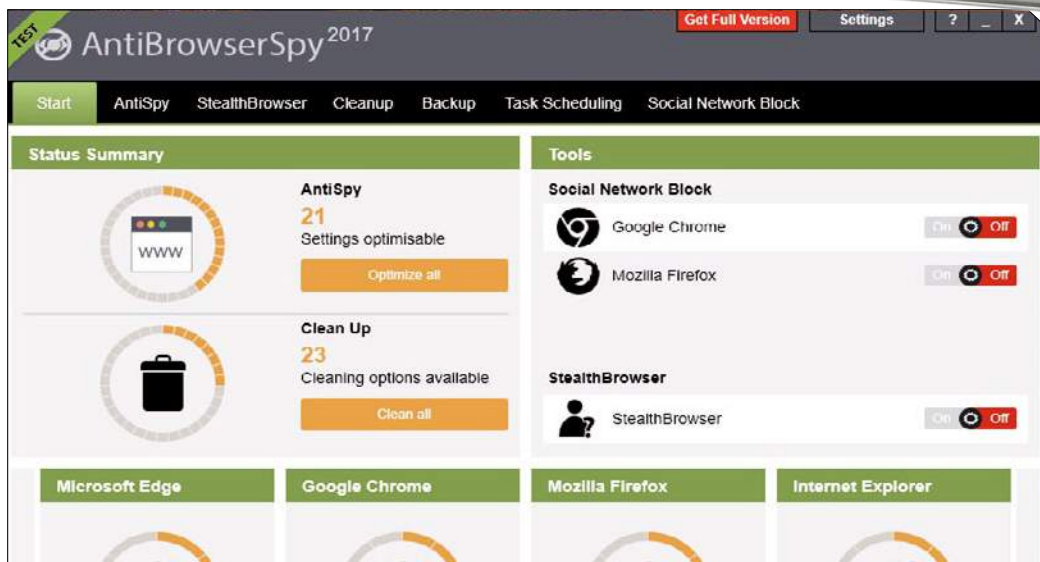 TEST
AntiBrowserSpy2017
Get Full Version Settings ? _ X
Start AntiSpy StealthBrowser Cleanup Backup Task Scheduling Social Network Block
Status Summary
AntiSpy
21
Settings optimisable
Optimize all
www
Clean Up
23
Cleaning options available
Clean all
Tools
Social Network Block
Google Chrome On Off
Mozilla Firefox On Off
StealthBrowser
? StealthBrowser On Off
Microsoft Edge Google Chrome Mozilla Firefox Internet Explorer